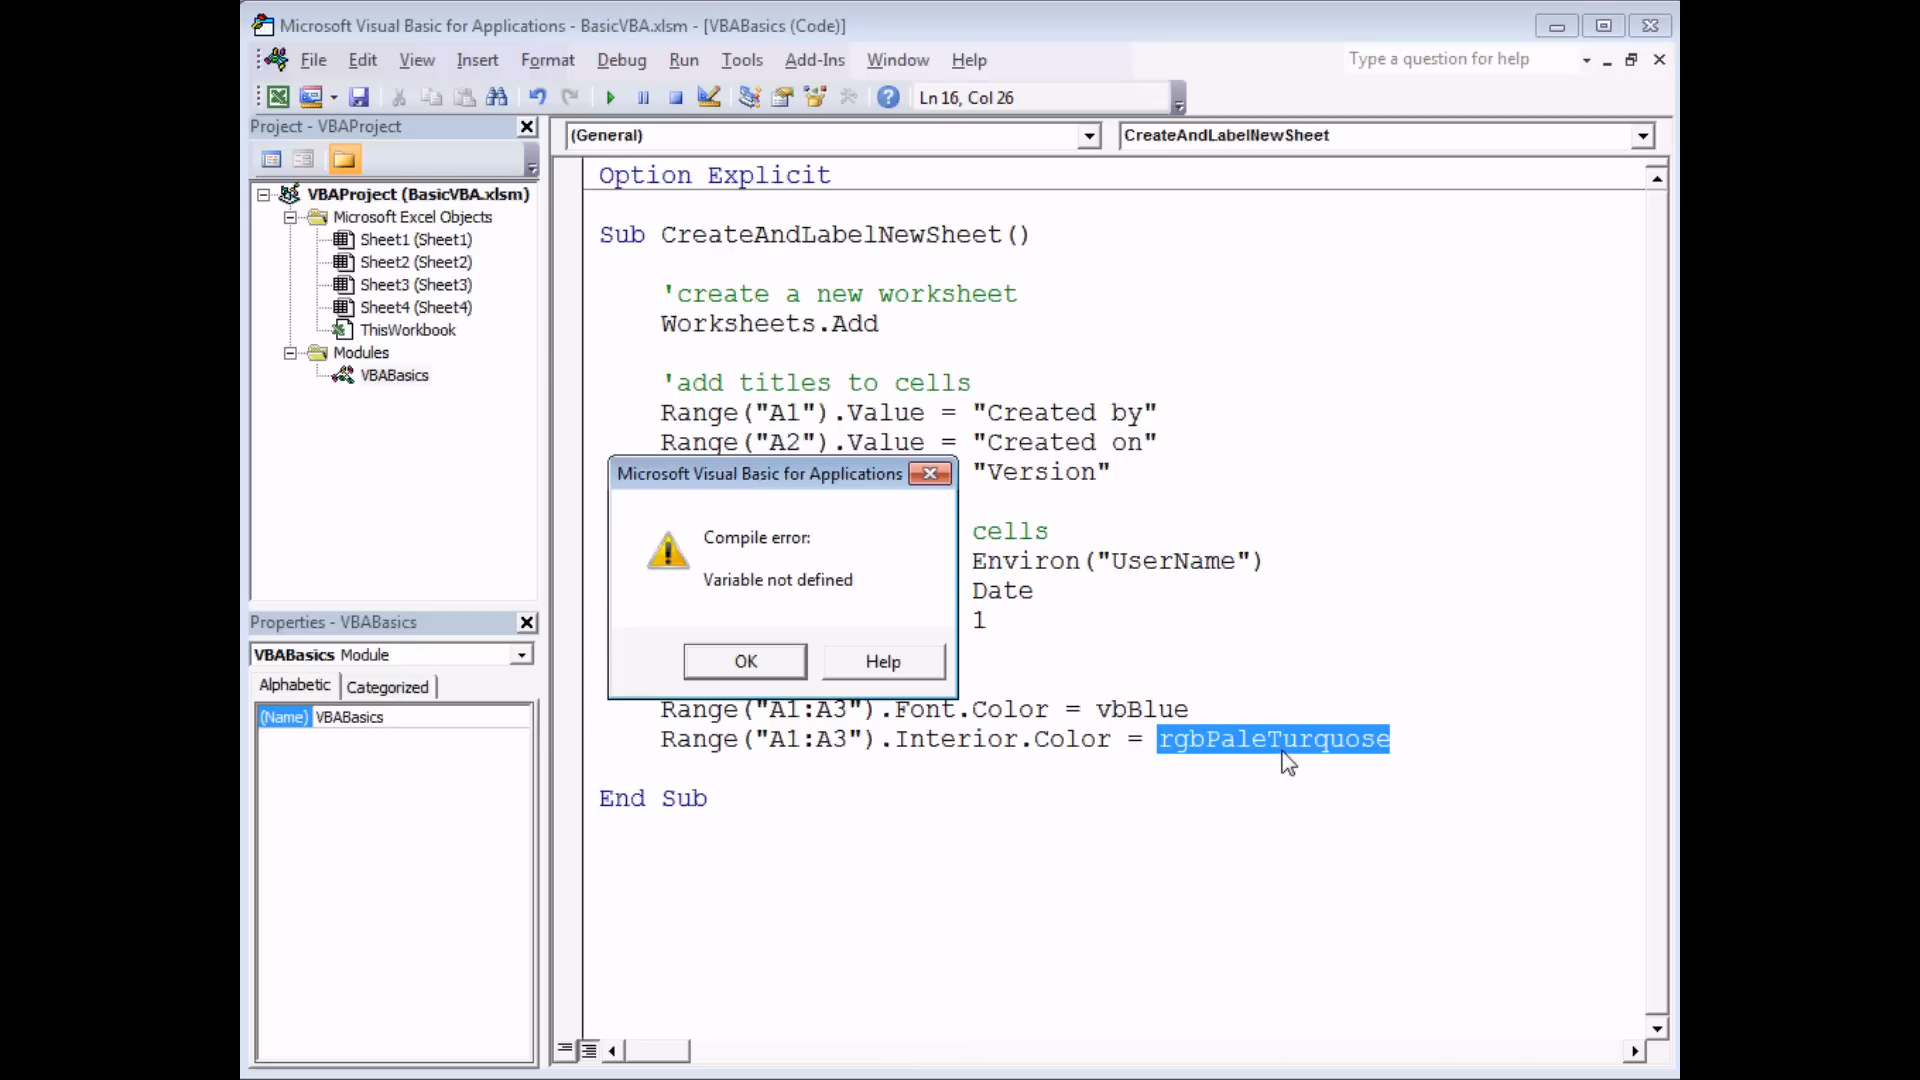 Microsoft Visual Basic for Applications - BasicVBA.xlsm - [VBABasics (Code)]
File Edit View Insert Format Debug Run Tools Add-Ins Window Help
Type a question for help
Ln 16, Col 26
Project - VBAProject
VBAProject (BasicVBA.xlsm)
Microsoft Excel Objects
Sheet1 (Sheet1)
Sheet2 (Sheet2)
Sheet3 (Sheet3)
Sheet4 (Sheet4)
ThisWorkbook
Modules
VBABasics
Properties - VBABasics
VBABasics Module
Alphabetic Categorized
(Name) VBABasics
(General)
CreateAndLabelNewSheet
Option Explicit
Sub CreateAndLabelNewSheet()
'create a new worksheet
Worksheets.Add
'add titles to cells
Range("A1").Value = "Created by"
Range("A2").Value = "Created on"
"Version"
cells
Environ("UserName")
Date
1
Range("A1:A3").Font.Color = vbBlue
Range("A1:A3").Interior.Color = rgbPaleTurquose
End Sub
Microsoft Visual Basic for Applications
Compile error:
Variable not defined
OK Help